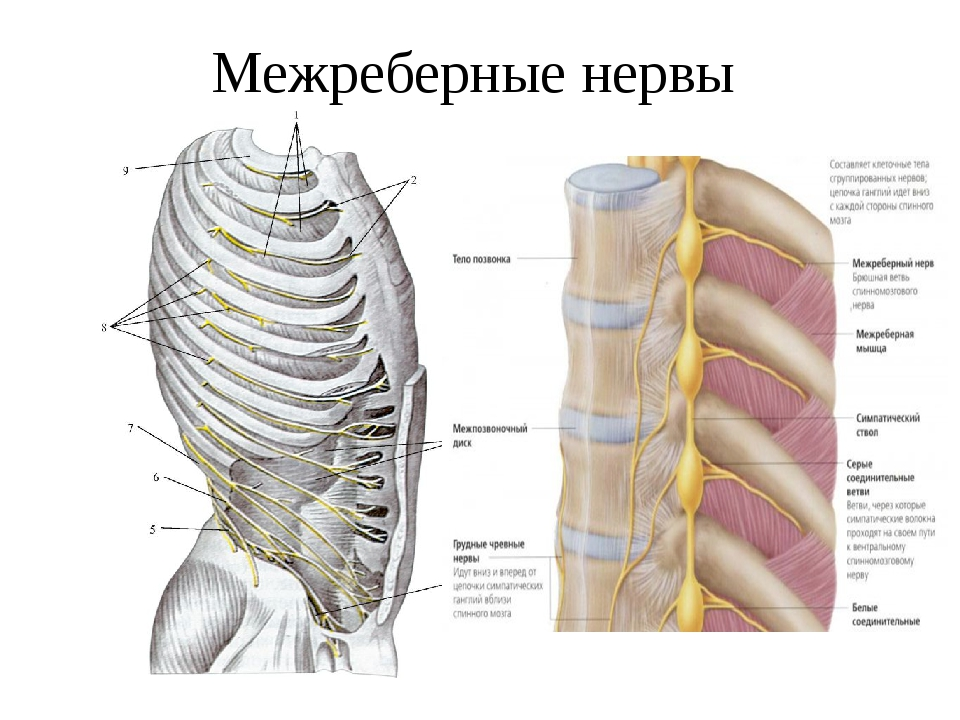 Межреберные нервы
1
9
2
8
7
6
5
Тело позвонка
Межпозвоночный
диск
Грудные чревные
нервы
Идут вниз и вперед от
цепочки симпатических
ганглий вблизи
спинного мозга
Составляет клеточные тела
сгруппированных нервов;
цепочка ганглий идет вниз
с каждой стороны спинного
мозга
Межреберный нерв
Брюшная ветвь
спинномозгового
нерва
Межреберная
мышца
Симпатический
ствол
Серые
соединительные
ветви
Ветви, через которые
симпатические волокна
проходят на своем пути
к вентральному
спинномозговому
нерву
Белые
соединительные